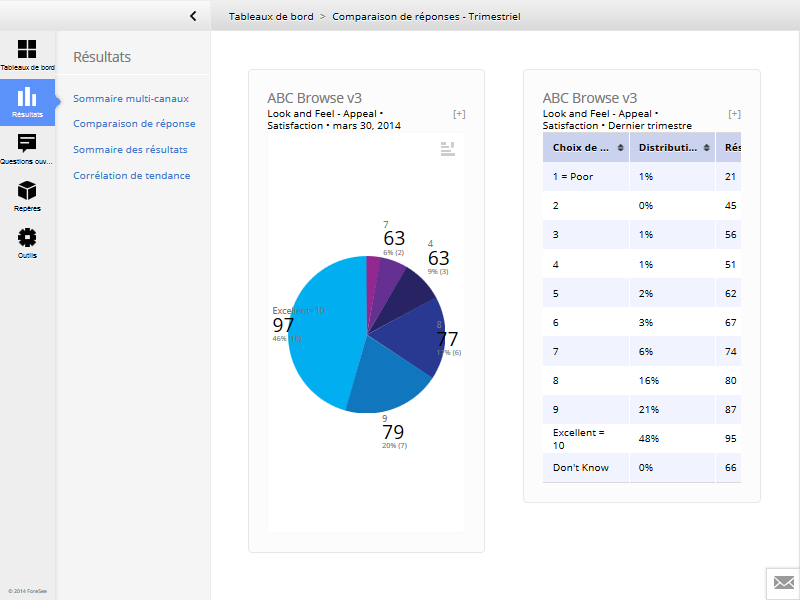 Tableaux de bord > Comparaison de réponses - Trimestriel
Tableaux de bord
Résultats
Questions ouv...
Repères
Outils
© 2014 ForeSee
Résultats
Sommaire multi-canaux
Comparaison de réponse
Sommaire des résultats
Corrélation de tendance
ABC Browse v3
Look and Feel - Appeal •
Satisfaction • mars 30, 2014
[+]
7
63
6% (2)
4
63
9% (3)
8
77
(6)
9
79
20% (7)
Excellent=10
97
46% (16)
ABC Browse v3
Look and Feel - Appeal •
Satisfaction • Dernier trimestre
[+]
Choix de ... Distributi... Rés
1 = Poor 1% 21
2 0% 45
3 1% 56
4 1% 51
5 2% 62
6 3% 67
7 6% 74
8 16% 80
9 21% 87
Excellent =
10 48% 95
Don't Know 0% 66